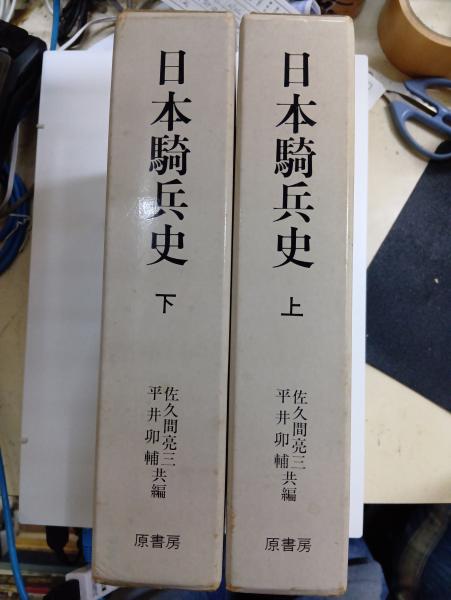 日本騎兵史
上
佐久間亮三
平井卯輔
共編
原書房
日本騎兵史
下
佐久間亮三
平井卯輔
共編
原書房